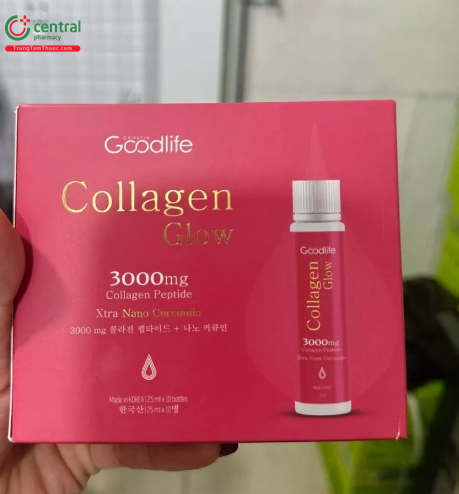 central
pharmacy
TrungTamThuoc.com
Goodlife
Collagen
Glow
3000mg
Collagen Peptide
Xtra Nano Curcumin
3000 mg 콜라겐 펩타이드 + 나노 커큐민
Made in KOREA | 25 ml x 10 bottles
한국산 | 25 ml x 10병
Goodlife
Collagen
Glow
3000mg
Collagen Peptide
Xtra Nano Curcumin